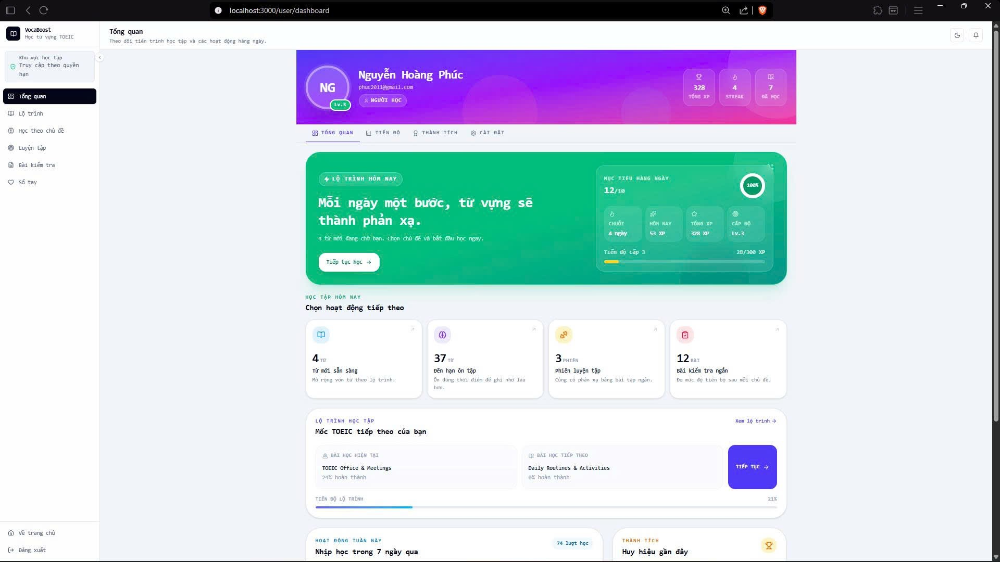 localhost:3000/user/dashboard
VocaBoost
Học từ vựng TOEIC
Tổng quan
Theo dõi tiến trình học tập và các hoạt động hàng ngày.
Khu vực học tập
Truy cập theo quyền
hạn
Tổng quan
Lộ trình
Học theo chủ đề
Luyện tập
Bài kiểm tra
Sổ tay
Về trang chủ
Đăng xuất
NG
Lv.3
Nguyễn Hoàng Phúc
phuc2011@gmail.com
NGƯỜI HỌC
328
TỔNG XP
4
STREAK
7
ĐÃ HỌC
TỔNG QUAN
TIẾN ĐỘ
THÀNH TÍCH
CÀI ĐẶT
LỘ TRÌNH HÔM NAY
Mỗi ngày một bước, từ vựng sẽ
thành phản xạ.
4 từ mới đang chờ bạn. Chọn chủ đề và bắt đầu học ngay.
Tiếp tục học →
MỤC TIÊU HÀNG NGÀY
12/10
100%
CHUỖI
4 ngày
HÔM NAY
53 XP
TỔNG XP
328 XP
CẤP ĐỘ
Lv.3
Tiến độ cấp 3
28/300 XP
HỌC TẬP HÔM NAY
Chọn hoạt động tiếp theo
4 TỪ
Từ mới sẵn sàng
Mở rộng vốn từ theo lộ trình.
37 TỪ
Đến hạn ôn tập
Ôn đúng thời điểm để ghi nhớ lâu
hơn.
3 PHIÊN
Phiên luyện tập
Củng cố phản xạ bằng bài tập ngắn.
12 BÀI
Bài kiểm tra ngắn
Đo mức độ tiến bộ sau mỗi chủ đề.
LỘ TRÌNH HỌC TẬP
Xem lộ trình →
Mốc TOEIC tiếp theo của bạn
BÀI HỌC HIỆN TẠI
TOEIC Office & Meetings
24% hoàn thành
BÀI HỌC TIẾP THEO
Daily Routines & Activities
0% hoàn thành
TIẾP TỤC →
TIẾN ĐỘ LỘ TRÌNH
21%
HOẠT ĐỘNG TUẦN NÀY
Nhịp học trong 7 ngày qua
74 lượt học
THÀNH TÍCH
Huy hiệu gần đây